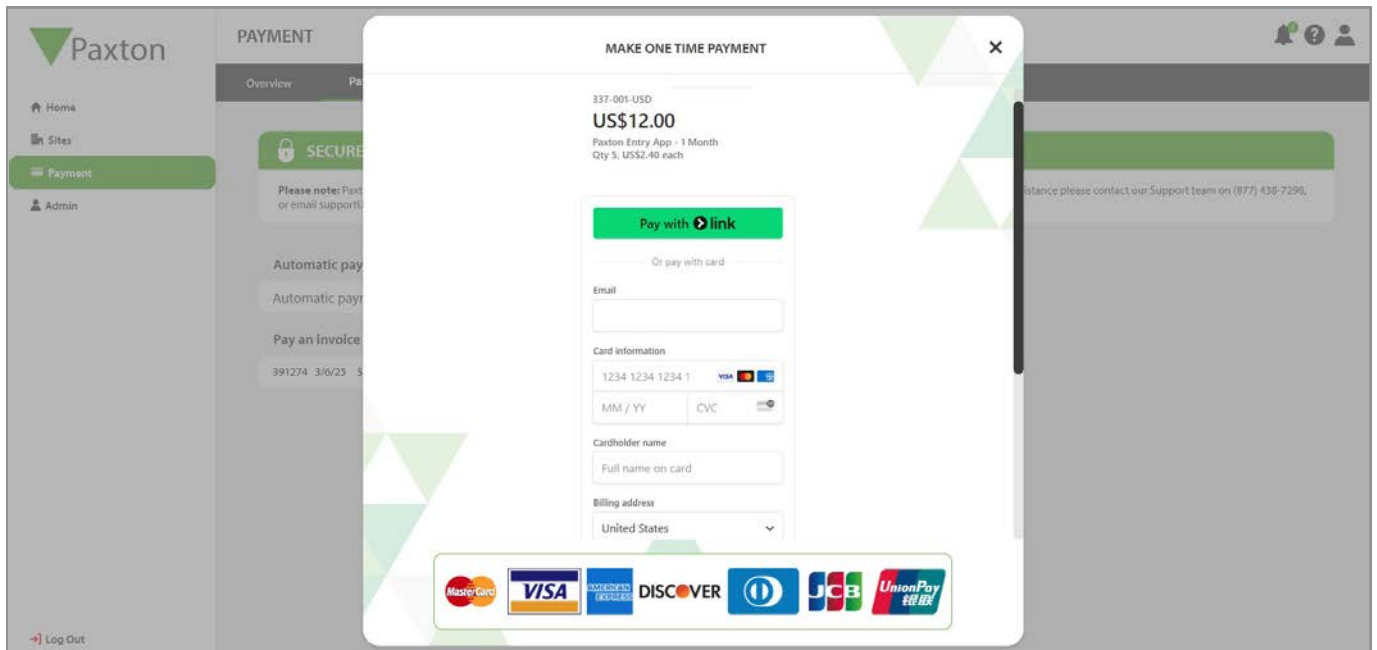 Paxton
Home
Sites
Payment
Admin
Log Out
PAYMENT
Overview
SECURE
Please note:
istance please contact our Support team on (877) 438-7298,
or email
Automatic
Automatic
Pay an invoice
391274 3/6/25
MAKE ONE TIME PAYMENT
337-001-USD
US$12.00
Paxton Entry App - 1 Month
Qty 5, US$2.40 each
Pay with link
Or pay with card
Email
Card information
1234 1234 1234 1
VISA
MM / YY
CVC
Cardholder name
Full name on card
Billing address
United States
MasterCard
VISA
AMERICAN
EXPRESS
DISCOVER
JCB
UnionPay
银联